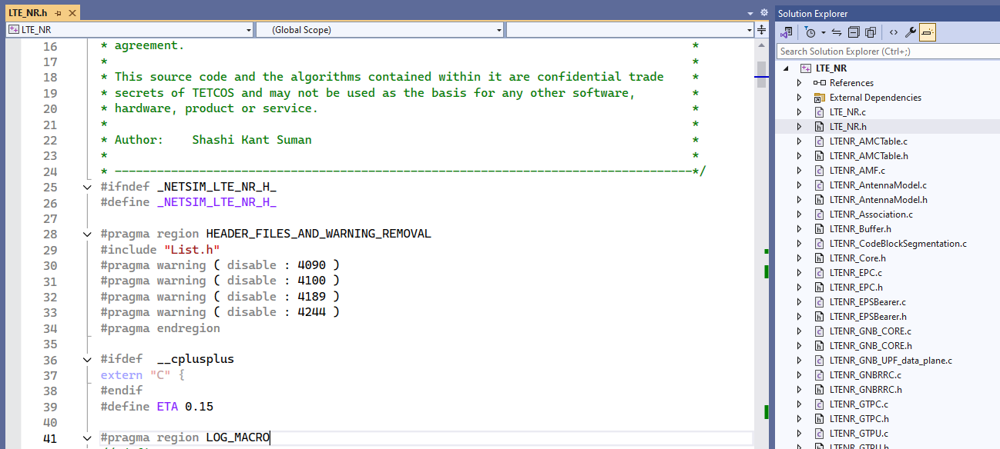 LTE_NR.h
LTE_NR
(Global Scope)
16 * agreement. *
17 * *
18 * This source code and the algorithms contained within it are confidential trade *
19 * secrets of TETCOS and may not be used as the basis for any other software, *
20 * hardware, product or service. *
21 * *
22 * Author: Shashi Kant Suman *
23 * *
24 * ---------------------------------------------------------------------------------*/
25 #ifndef _NETSIM_LTE_NR_H_
26 #define _NETSIM_LTE_NR_H_
27
28 #pragma region HEADER_FILES_AND_WARNING_REMOVAL
29 #include "List.h"
30 #pragma warning ( disable : 4090 )
31 #pragma warning ( disable : 4100 )
32 #pragma warning ( disable : 4189 )
33 #pragma warning ( disable : 4244 )
34 #pragma endregion
35
36 #ifdef __cplusplus
37 extern "C" {
38 #endif
39 #define ETA 0.15
40
41 #pragma region LOG_MACRO
Solution Explorer
Search Solution Explorer (Ctrl+;)
LTE_NR
References
External Dependencies
LTE_NR.c
LTE_NR.h
LTENR_AMCTable.c
LTENR_AMCTable.h
LTENR_AMF.c
LTENR_AntennaModel.c
LTENR_AntennaModel.h
LTENR_Association.c
LTENR_Buffer.h
LTENR_CodeBlockSegmentation.c
LTENR_Core.h
LTENR_EPC.c
LTENR_EPC.h
LTENR_EPSBearer.c
LTENR_EPSBearer.h
LTENR_GNB_CORE.c
LTENR_GNB_CORE.h
LTENR_GNB_UPF_data_plane.c
LTENR_GNBRRC.c
LTENR_GNBRRC.h
LTENR_GTPC.c
LTENR_GTPC.h
LTENR_GTPU.c
LTENR_GTPU.h